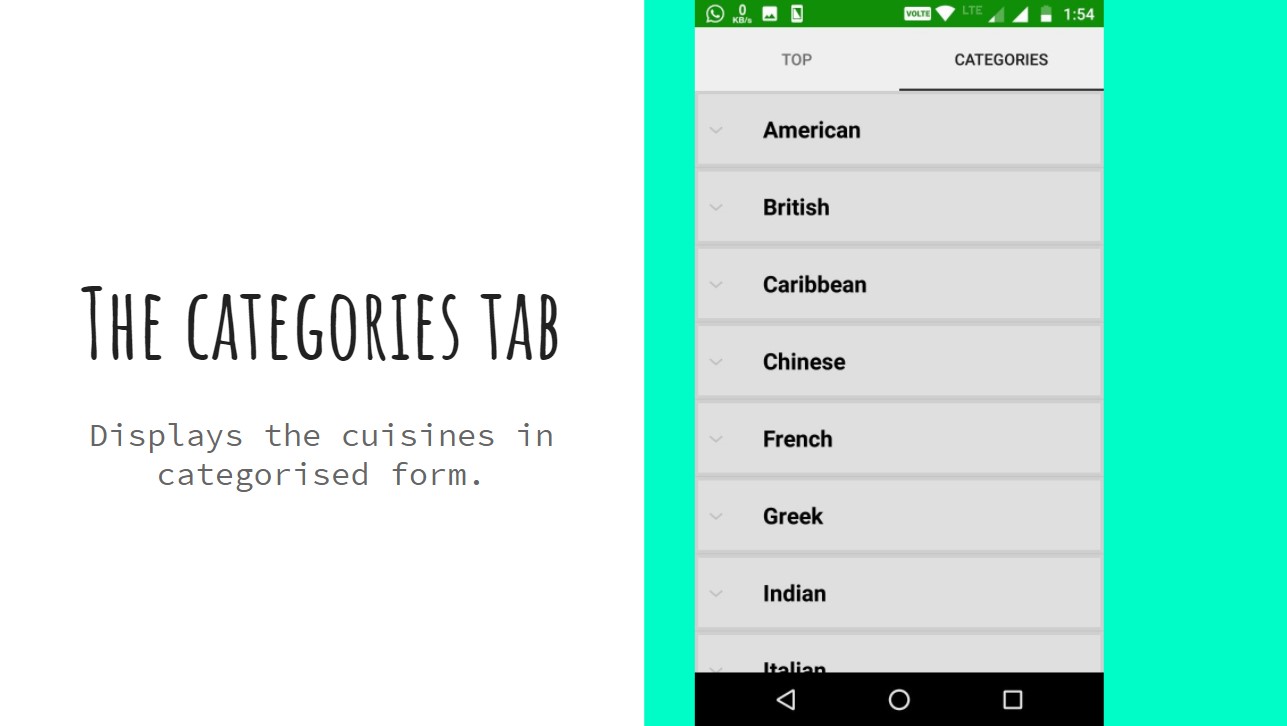 The categories tab
Displays the cuisines in
categorised form.
0
KB/s
VOLTE
LTE
1:54
TOP
CATEGORIES
American
British
Caribbean
Chinese
French
Greek
Indian
Italian